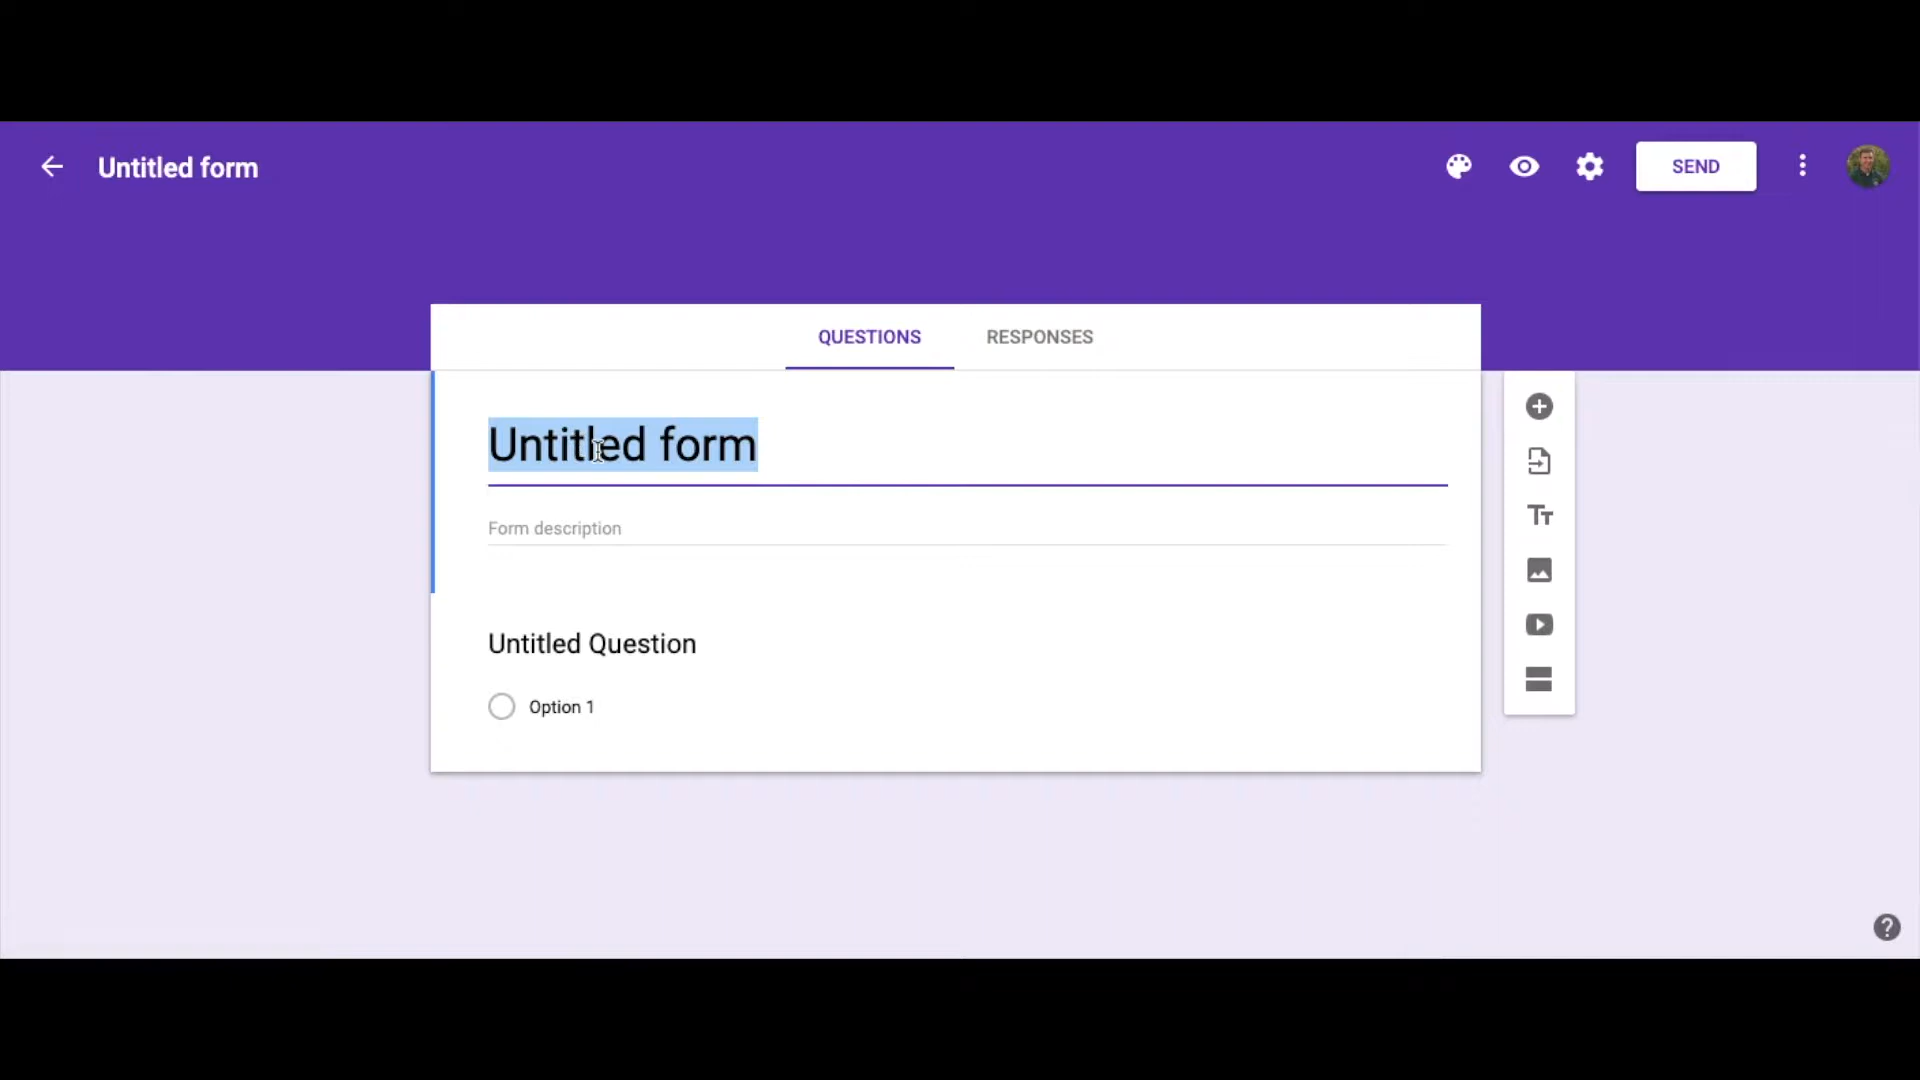 Untitled form
SEND
QUESTIONS
RESPONSES
Untitled form
Form description
Untitled Question
Option 1